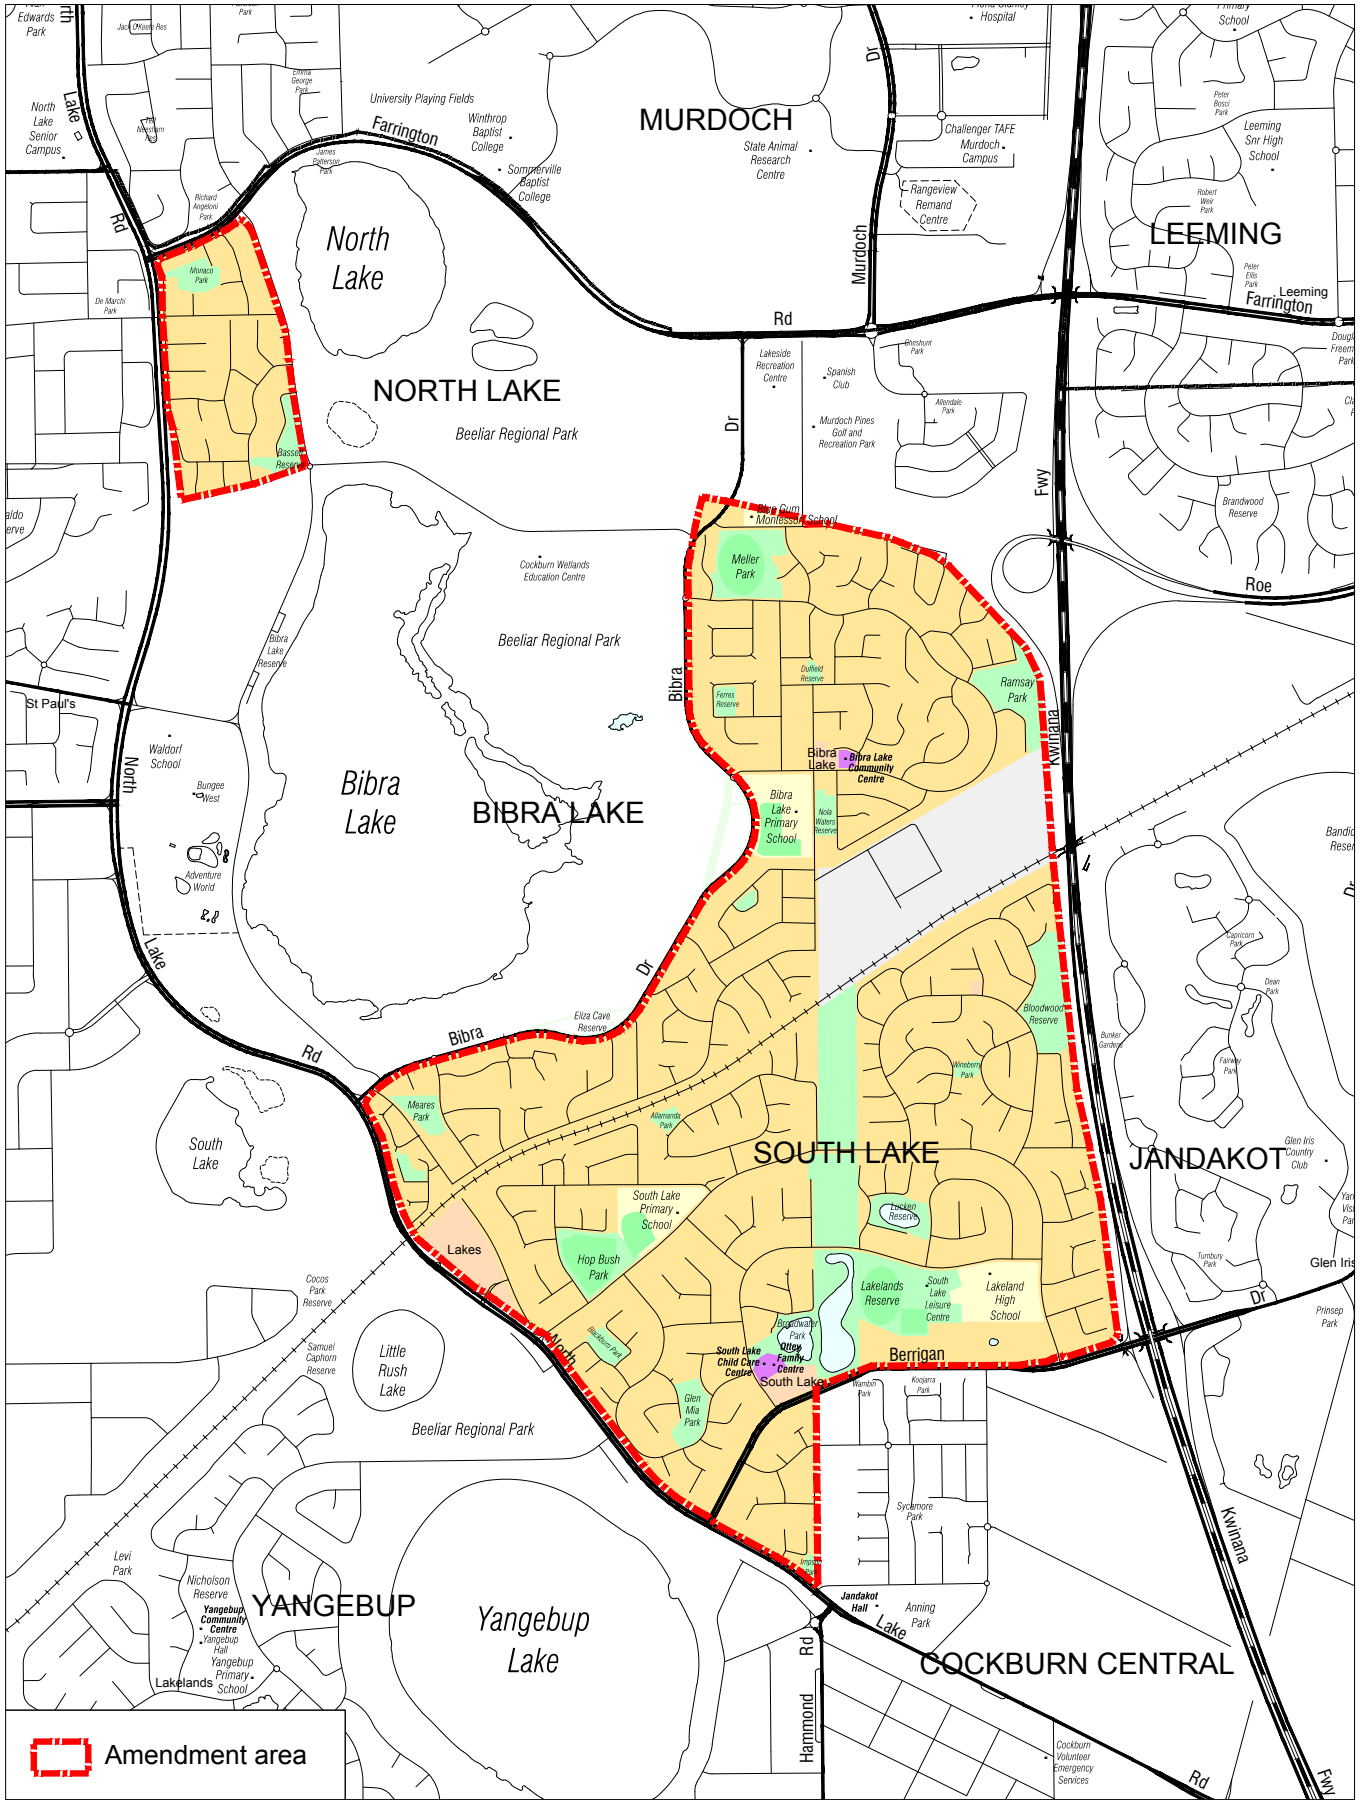 Edwards
Park
Jack O'Keefe Res
Park
Hospital
School
North
Lake
Senior
Campus
Lake
Rd
Emma
George
Park
University Playing Fields
Farrington
Winthrop
Baptist
College
Sommerville
Baptist
College
James
Patterson
Park
Richard
Angeloni
Park
MURDOCH
State Animal
Research
Centre
Dr
Murdoch
Challenger TAFE
Murdoch
Campus
Rangeview
Remand
Centre
Peter
Bosci
Park
Leeming
Snr High
School
Robert
Weir
Park
LEEMING
Peter
Ellis
Park
Leeming
Farrington
Rd
North
Lake
Monaco
Park
De Marchi
Park
NORTH LAKE
Beeliar Regional Park
Bassett
Reserve
Lakeside
Recreation
Centre
Spanish
Club
Cheshunt
Park
Allendale
Park
Murdoch Pines
Golf and
Recreation Park
Dr
Fwy
Brandwood
Reserve
Roe
Blue Gum
Montessori School
Meller
Park
Cockburn Wetlands
Education Centre
Beeliar Regional Park
Bibra
Lake
Reserve
Bibra
Duffield
Reserve
Ferres
Reserve
Ramsay
Park
Kwinana
St Paul's
North
Waldorf
School
Bungee
West
Adventure
World
Bibra
Lake
BIBRA LAKE
Bibra
Lake
Bibra Lake
Community
Centre
Bibra
Lake
Primary
School
Nola
Waters
Reserve
Lake
Rd
Dr
Eliza Cave
Reserve
Bibra
Capricorn
Park
Dean
Park
Bloodwood
Reserve
Bunker
Gardens
Fairway
Park
Wineberry
Park
Meares
Park
Allamanda
Park
South
Lake
SOUTH LAKE
JANDAKOT
Glen Iris
Country
Club
South Lake
Primary
School
Lucken
Reserve
Lakes
Hop Bush
Park
Lakelands
Reserve
South
Lake
Leisure
Centre
Lakeland
High
School
Turnbury
Park
Glen Iris
Dr
Prinsep
Park
Cocos
Park
Reserve
Samuel
Caphorn
Reserve
Little
Rush
Lake
North
Blackburn Park
Broadwater
Park
Ottey
Family
Centre
South Lake
Child Care
Centre
South Lake
Berrigan
Wambin
Park
Koojarra
Park
Glen
Mia
Park
Beeliar Regional Park
Sycamore
Park
Kwinana
Levi
Park
Nicholson
Reserve
YANGEBUP
Yangebup
Community
Centre
Yangebup
Hall
Yangebup
Primary
School
Lakelands
Yangebup
Lake
Jandakot
Hall
Anning
Park
Lake
Rd
Hammond
COCKBURN CENTRAL
Cockburn
Volunteer
Emergency
Services
Rd
Fwy
Amendment area